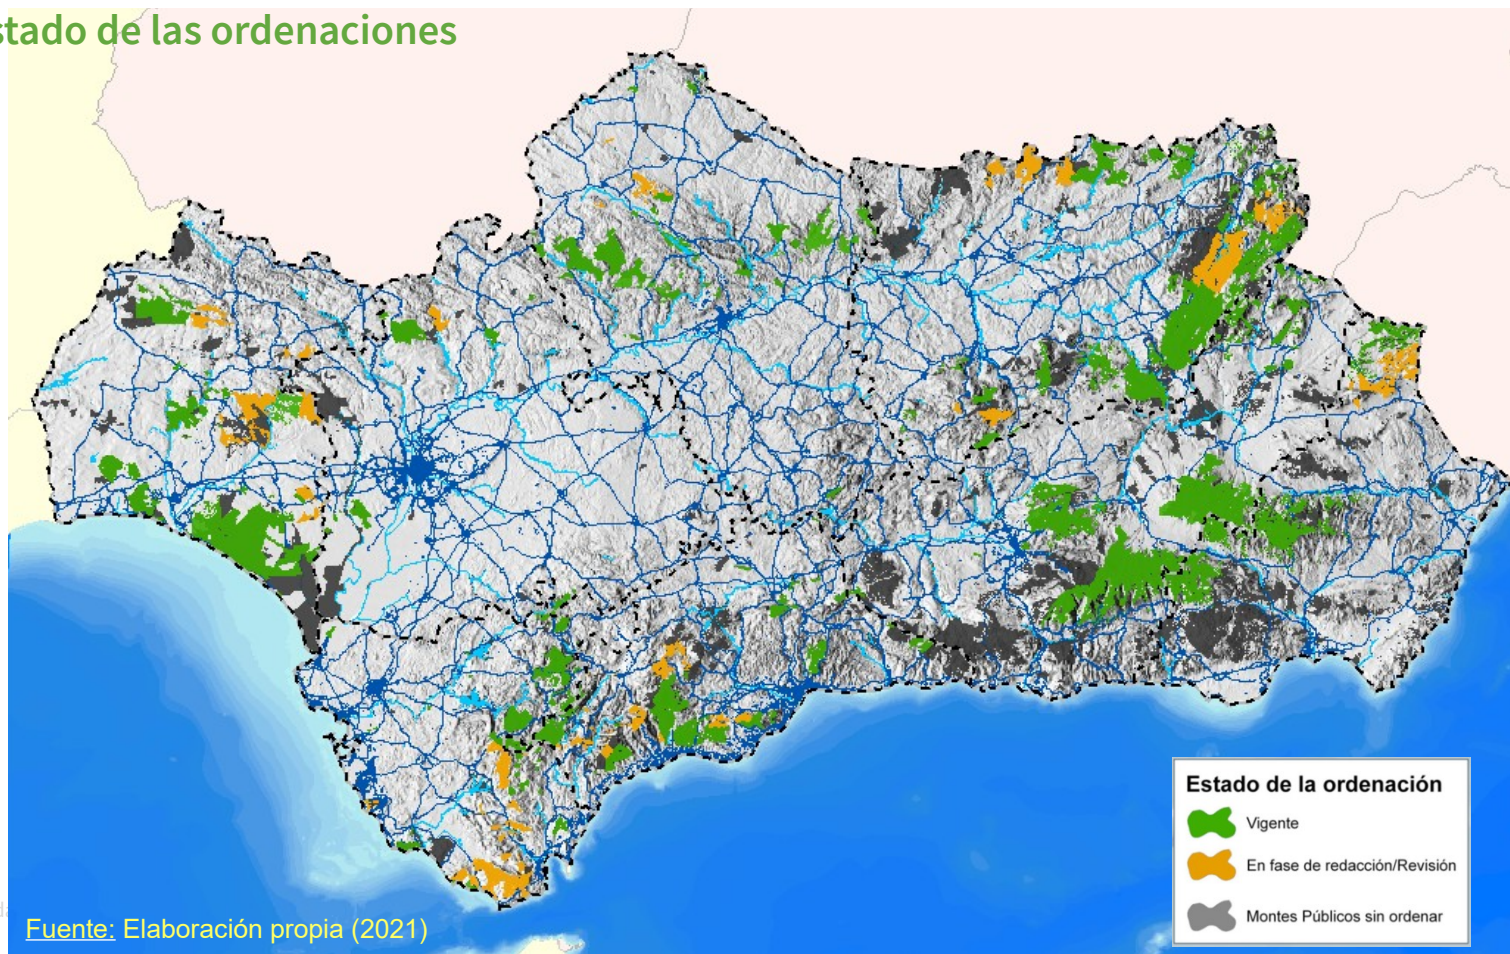 stado de las ordenaciones
Estado de la ordenación
Vigente
En fase de redacción/Revisión
Montes Públicos sin ordenar
Fuente: Elaboración propia (2021)